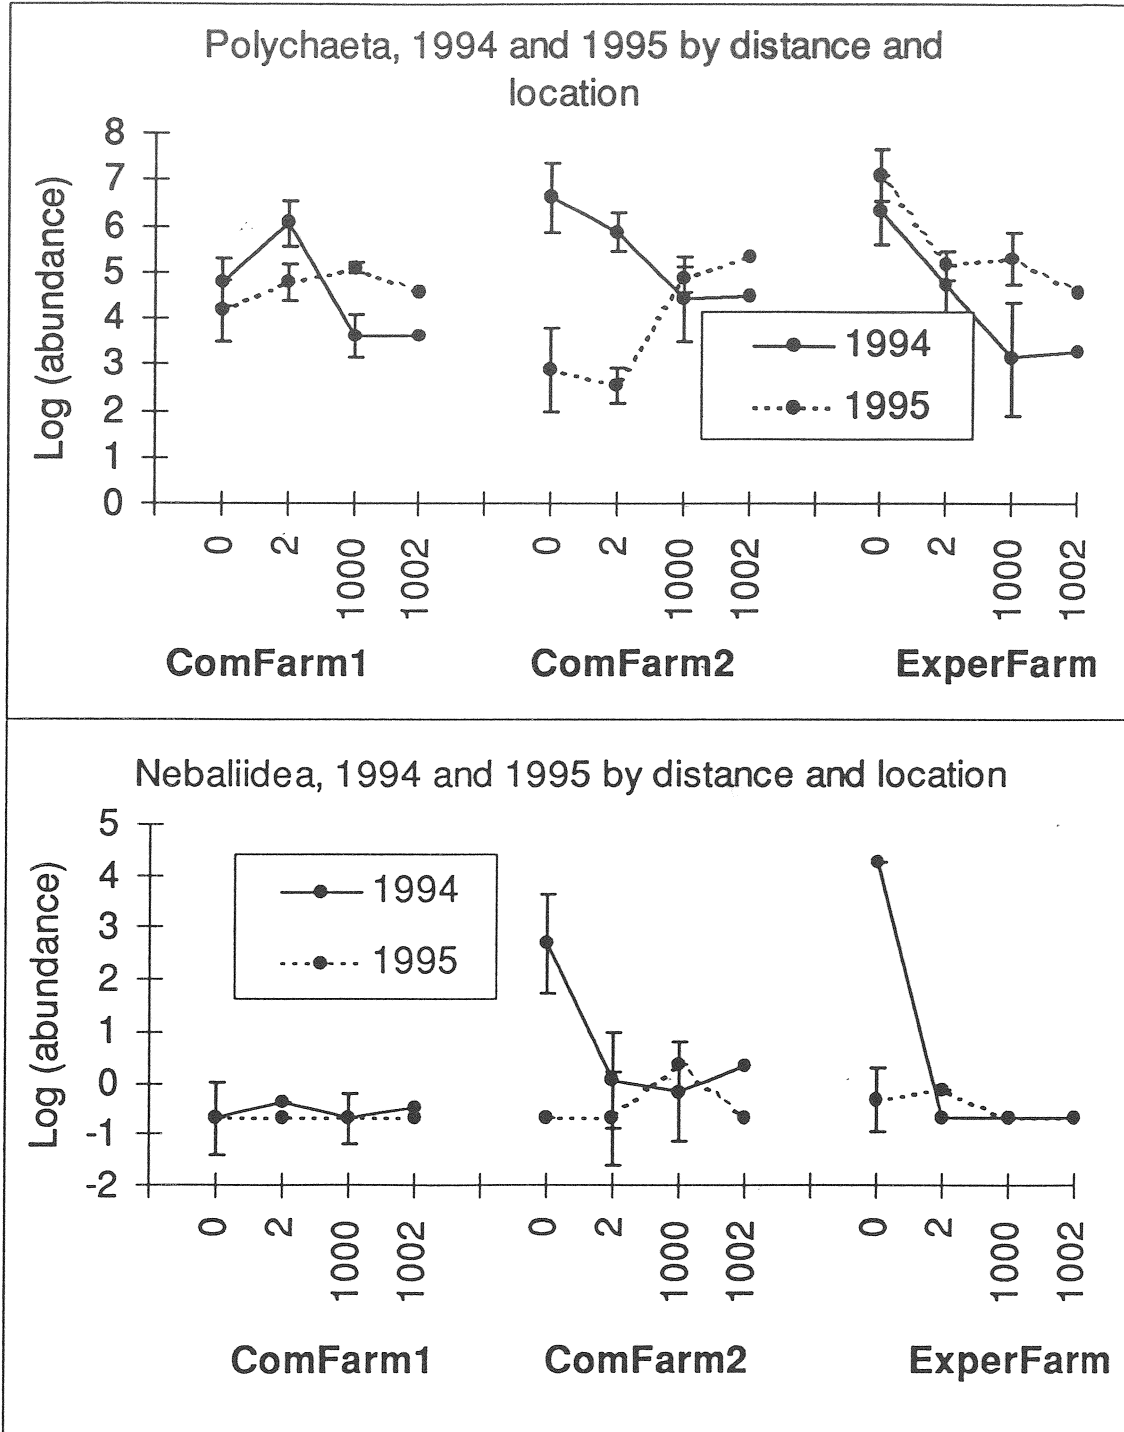 Polychaeta, 1994 and 1995 by distance and
location
Log (abundance)
8
7
6
5
4
3
2
1
0
1994
1995
0 2 1000 1002 0 2 1000 1002 0 2 1000 1002
ComFarm1 ComFarm2 ExperFarm
Nebaliidea, 1994 and 1995 by distance and location
Log (abundance)
5
4
3
2
1
0
-1
-2
1994
1995
0 2 1000 1002 0 2 1000 1002 0 2 1000 1002
ComFarm1 ComFarm2 ExperFarm